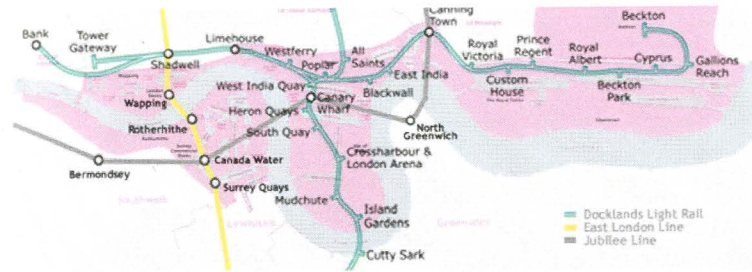 Bank
Tower
Gateway
Shadwell
Limehouse
Westferry
Poplar
All
Saints
Canning
Town
Royal
Victoria
Prince
Regent
Custom
House
Royal
Albert
Beckton
Cyprus
Beckton
Park
Gallions
Reach
East India
Blackwall
West India Quay
Canary
Wharf
Heron Quays
South Quay
North
Greenwich
Wapping
Rotherhithe
Canada Water
Bermondsey
Surrey Quays
Crossharbour &
London Arena
Mudchute
Island
Gardens
Cutty Sark
Docklands Light Rail
East London Line
Jubilee Line